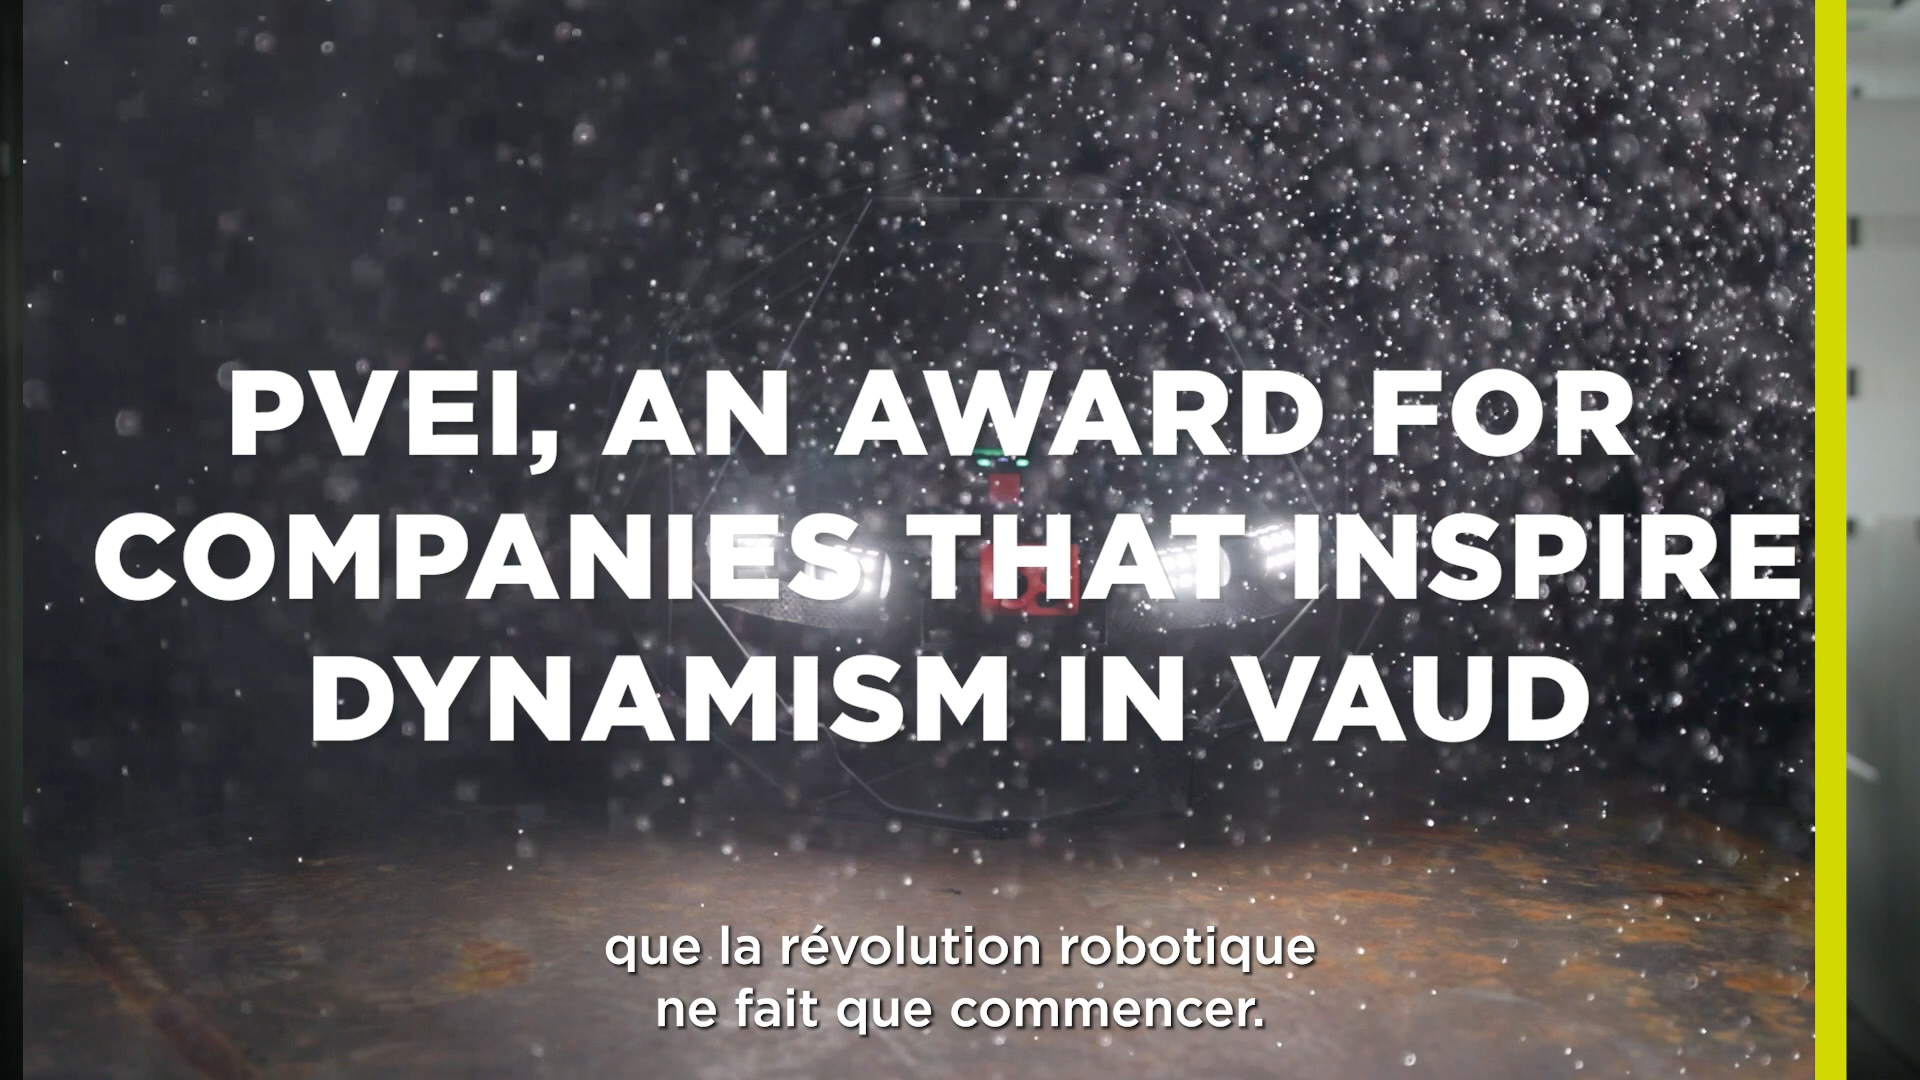 PVEI, AN AWARD FOR
COMPANIES THAT INSPIRE
DYNAMISM IN VAUD
que la révolution robotique
ne fait que commencer.